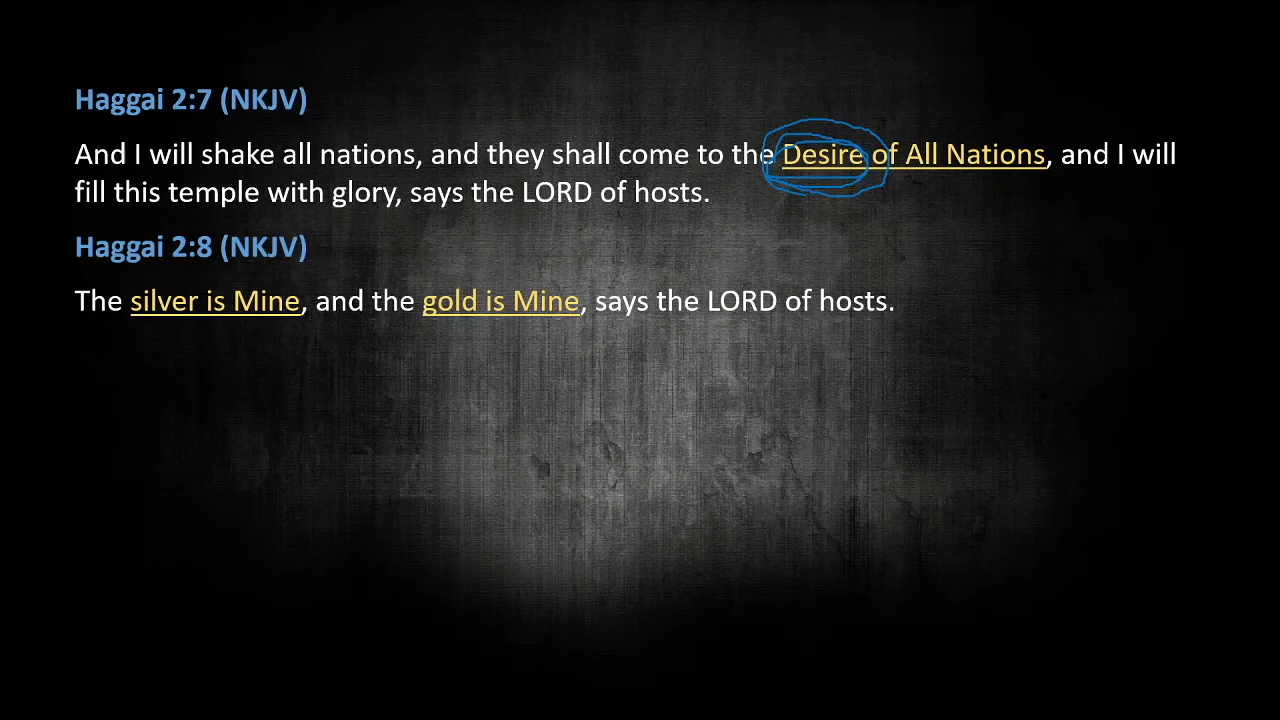 Haggai 2:7 (NKJV)
And I will shake all nations, and they shall come to the Desire of All Nations, and I will
fill this temple with glory, says the LORD of hosts.
Haggai 2:8 (NKJV)
The silver is Mine, and the gold is Mine, says the LORD of hosts.